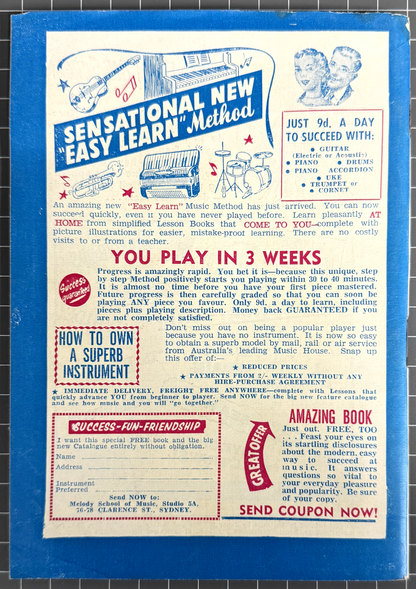 SENSATIONAL NEW
"EASY LEARN" Method
JUST 9d. A DAY
TO SUCCEED WITH:
• GUITAR
(Electric or Acoustic)
• PIANO • DRUMS
• PIANO ACCORDION
• UKE
• TRUMPET or
• CORNET
An amazing new "Easy Learn" Music Method has just arrived. You can now
succeed quickly, even if you have never played before. Learn pleasantly AT
HOME from simplified Lesson Books that COME TO YOU—complete with
picture illustrations for easier, mistake-proof learning. There are no costly
visits to or from a teacher.
YOU PLAY IN 3 WEEKS
Success guaranteed
Progress is amazingly rapid. You bet it is—because this unique, step
by step Method positively starts you playing within 30 to 40 minutes.
It is almost no time before you have your first piece mastered.
Future progress is then carefully graded so that you can soon be
playing ANY piece you favour. Only 9d. a day to learn, including
pieces plus playing description. Money back GUARANTEED if you
are not completely satisfied.
HOW TO OWN
A SUPERB
INSTRUMENT
Don't miss out on being a popular player just
because you have no instrument. It is now so easy
to obtain a superb model by mail, rail or air service
from Australia's leading Music House. Snap up
this offer of:—
★ REDUCED PRICES
★ PAYMENTS FROM 2/- WEEKLY WITHOUT ANY
HIRE-PURCHASE AGREEMENT
★ IMMEDIATE DELIVERY, FREIGHT FREE ANYWHERE—complete with Lessons that
quickly advance YOU from beginner to player. Send NOW for the big new feature catalogue
and see how music and you will "go together."
SUCCESS-FUN-FRIENDSHIP
I want this special FREE book and the big
new Catalogue entirely without obligation.
Name
Address
Instrument
Preferred
Send NOW to:
Melody School of Music, Studio 5A,
76-78 CLARENCE ST., SYDNEY.
GREAT OFFER
AMAZING BOOK
Just out. FREE, TOO
. . . Feast your eyes on
its startling disclosures
about the modern, easy
way to succeed at
music. It answers
questions so vital to
your everyday pleasure
and popularity. Be sure
of your copy.
SEND COUPON NOW!